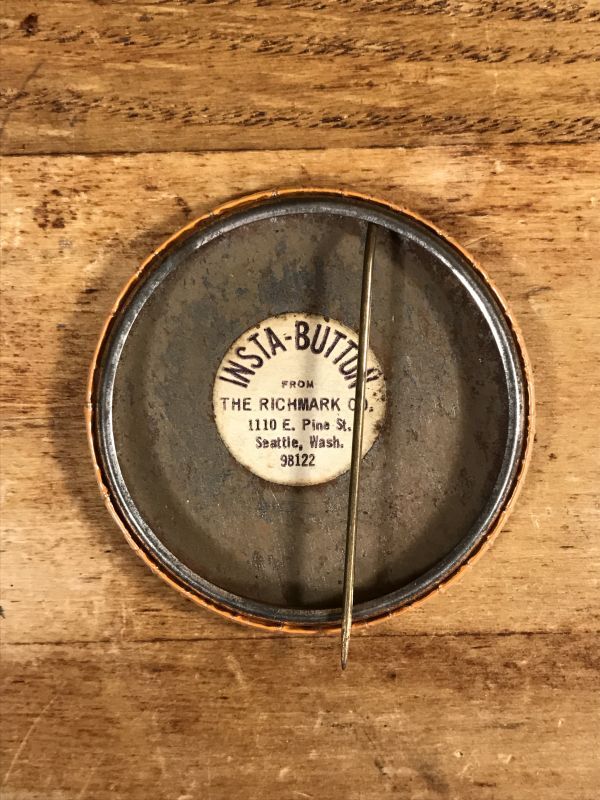 INSTA-BUTTON
FROM
THE RICHMARK CO.
1110 E. Pine St.
Seattle, Wash.
98122